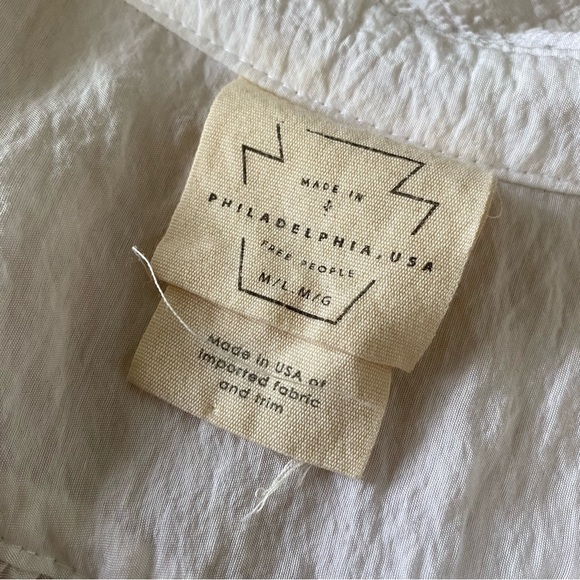 MADE IN
PHILADELPHIA, USA
FREE PEOPLE
M/L. M/G
Made in USA of
imported fabric
and trim